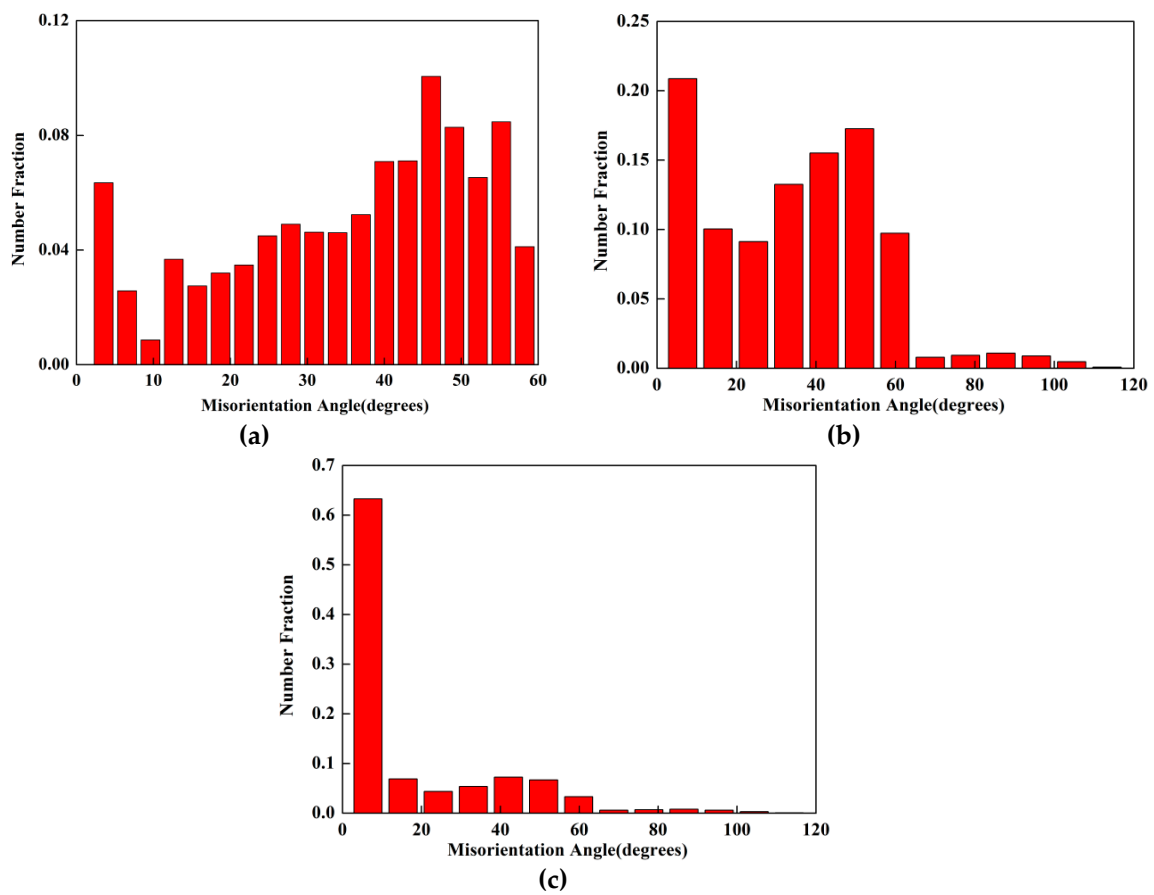 0.12
0.08
0.04
0.00
Number Fraction
0 10 20 30 40 50 60
Misorientation Angle(degrees)
(a)
0.25
0.20
0.15
0.10
0.05
0.00
Number Fraction
0 20 40 60 80 100 120
Misorientation Angle(degrees)
(b)
0.7
0.6
0.5
0.4
0.3
0.2
0.1
0.0
Number Fraction
0 20 40 60 80 100 120
Misorientation Angle(degrees)
(c)